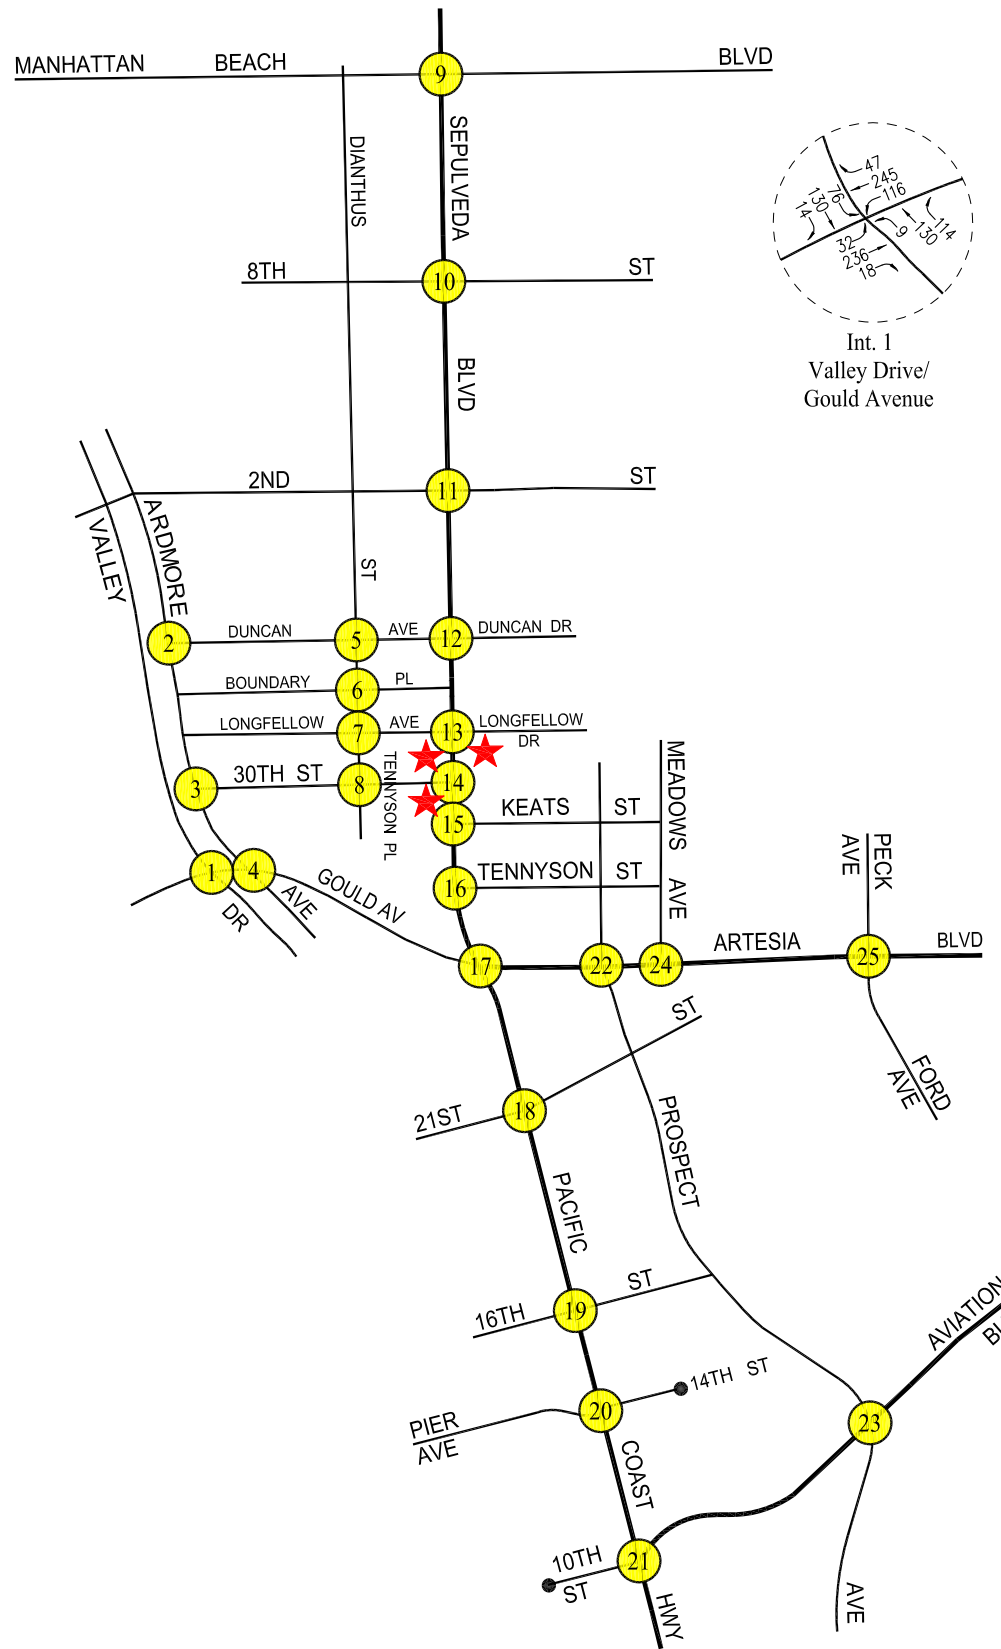 MANHATTAN BEACH BLVD
9
SEPULVEDA
DIANTHUS
47
245
116
76
130
14
114
130
9
32
236
18
8TH 10 ST
Int. 1
Valley Drive/
Gould Avenue
BLVD
2ND 11 ST
ARDMORE
VALLEY
ST
2 DUNCAN 5 AVE 12 DUNCAN DR
BOUNDARY 6 PL
LONGFELLOW 7 AVE 13 LONGFELLOW
DR
TENNYSON PL
MEADOWS
3 30TH ST 8 14
15 KEATS ST
PECK
AVE
1 4 GOULD AV
16 TENNYSON ST
AVE
AVE
DR
17 22 24 ARTESIA 25 BLVD
ST
FORD
AVE
21ST 18
PROSPECT
PACIFIC
16TH 19 ST
AVIATION
14TH ST
PIER
AVE
20
23
COAST
10TH
ST
21
AVE
HWY